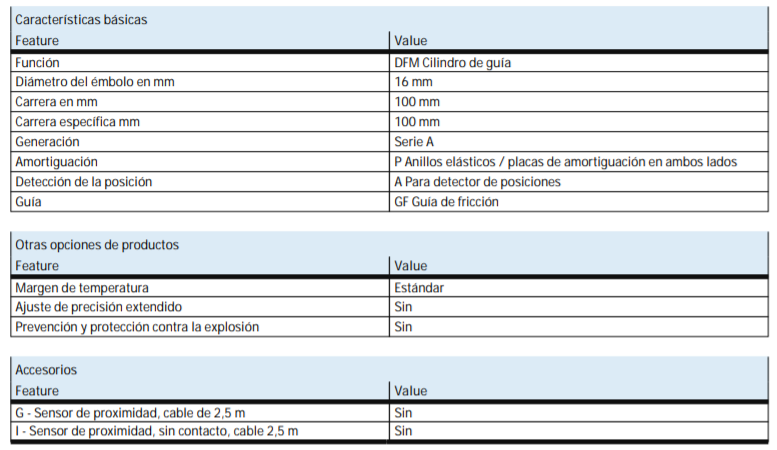 Características básicas
Feature Value
Función DFM Cilindro de guía
Diámetro del émbolo en mm 16 mm
Carrera en mm 100 mm
Carrera específica mm 100 mm
Generación Serie A
Amortiguación P Anillos elásticos / placas de amortiguación en ambos lados
Detección de la posición A Para detector de posiciones
Guía GF Guía de fricción
Otras opciones de productos
Feature Value
Margen de temperatura Estándar
Ajuste de precisión extendido Sin
Prevención y protección contra la explosión Sin
Accesorios
Feature Value
G - Sensor de proximidad, cable de 2,5 m Sin
I - Sensor de proximidad, sin contacto, cable 2,5 m Sin